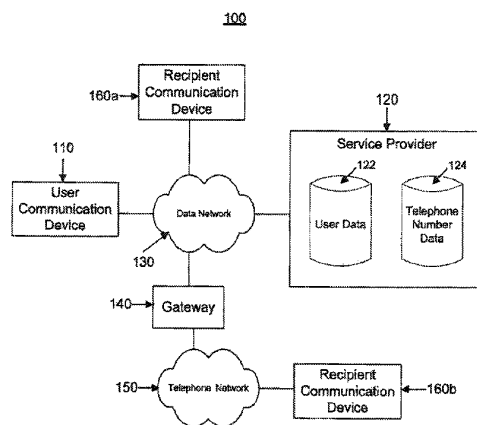 100
Recipient
Communication
Device
160a
120
110
Service Provider
122
124
User
Communication
Device
Data Network
User Data
Telephone
Number
Data
130
140
Gateway
150
Telephone Network
Recipient
Communication
Device
160b